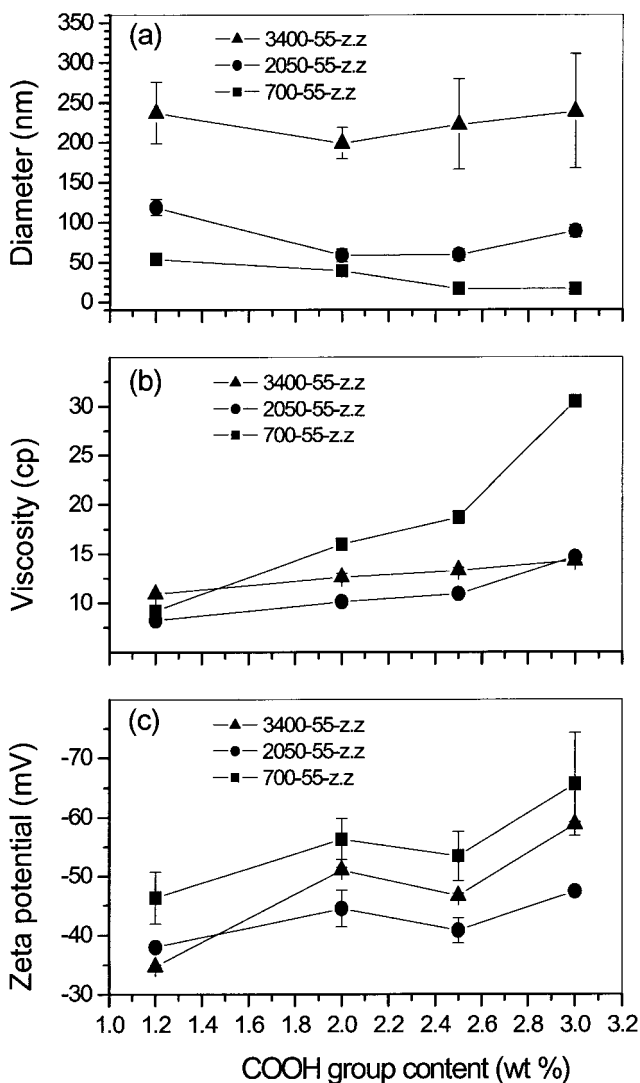 350
300
250
200
150
100
50
0
Diameter (nm)
(a)
3400-55-z.z
2050-55-z.z
700-55-z.z
30
25
20
15
10
Viscosity (cp)
(b)
3400-55-z.z
2050-55-z.z
700-55-z.z
-70
-60
-50
-40
-30
Zeta potential (mV)
(c)
3400-55-z.z
2050-55-z.z
700-55-z.z
1.0 1.2 1.4 1.6 1.8 2.0 2.2 2.4 2.6 2.8 3.0 3.2
COOH group content (wt %)